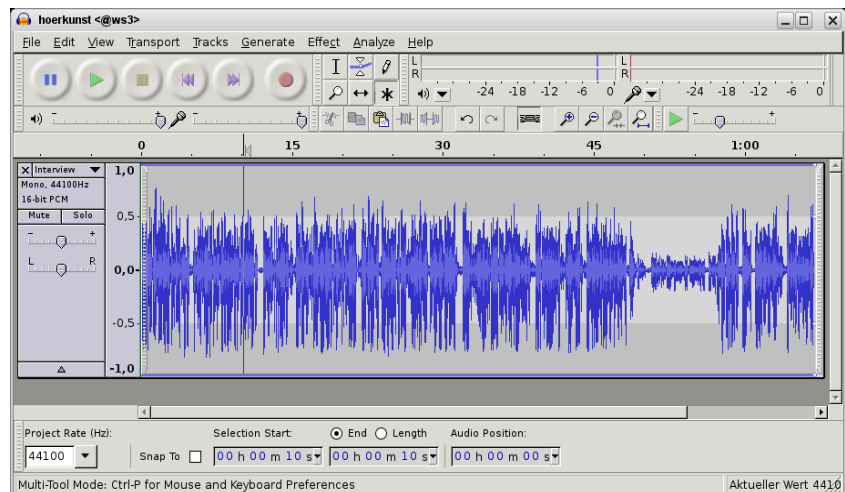 hoerkunst <@ws3>
File Edit View Transport Tracks Generate Effect Analyze Help
L
R
-24 -18 -12 -6 0
L
R
-24 -18 -12 -6 0
0 15 30 45 1:00
X Interview
Mono, 44100Hz
16-bit PCM
Mute Solo
- +
L R
1,0
0,5
0,0
-0,5
-1,0
Project Rate (Hz):
44100
Snap To
Selection Start:
End
Length
Audio Position:
00 h 00 m 10 s
00 h 00 m 10 s
00 h 00 m 00 s
Multi-Tool Mode: Ctrl-P for Mouse and Keyboard Preferences
Aktueller Wert 4410